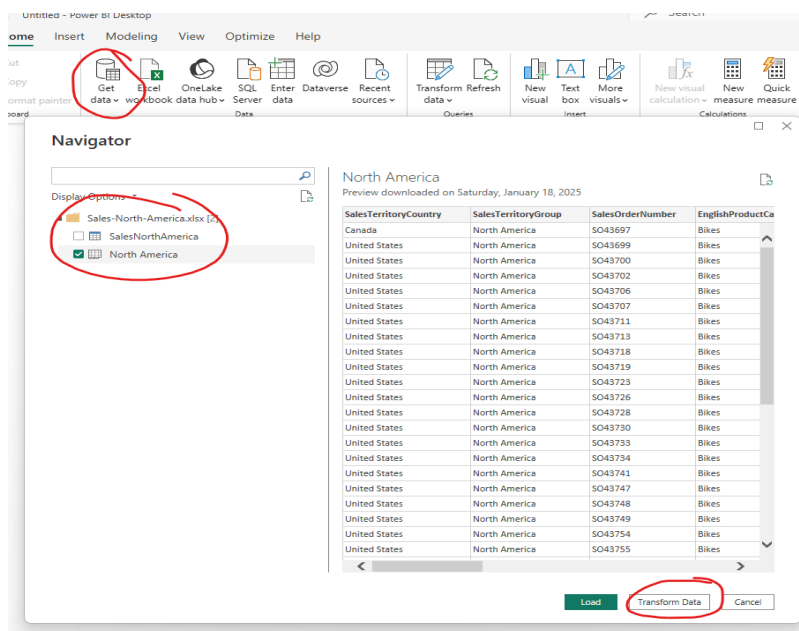 Untitled - Power BI Desktop
Search
ome Insert Modeling View Optimize Help
Get data
Excel workbook
OneLake data hub
SQL Server
Enter data
Dataverse
Recent sources
Transform data
Refresh
New visual
Text box
More visuals
New visual calculation
New measure
Quick measure
ut
opy
ormat painter
board
Data
Queries
Insert
Calculations
Navigator
Display Options
Sales-North-America.xlsx [2]
SalesNorthAmerica
North America
North America
Preview downloaded on Saturday, January 18, 2025
SalesTerritoryCountry SalesTerritoryGroup SalesOrderNumber EnglishProductCa
Canada North America SO43697 Bikes
United States North America SO43699 Bikes
United States North America SO43700 Bikes
United States North America SO43702 Bikes
United States North America SO43706 Bikes
United States North America SO43707 Bikes
United States North America SO43711 Bikes
United States North America SO43713 Bikes
United States North America SO43718 Bikes
United States North America SO43719 Bikes
United States North America SO43723 Bikes
United States North America SO43726 Bikes
United States North America SO43728 Bikes
United States North America SO43730 Bikes
United States North America SO43733 Bikes
United States North America SO43734 Bikes
United States North America SO43741 Bikes
United States North America SO43747 Bikes
United States North America SO43748 Bikes
United States North America SO43749 Bikes
United States North America SO43754 Bikes
United States North America SO43755 Bikes
Load Transform Data Cancel